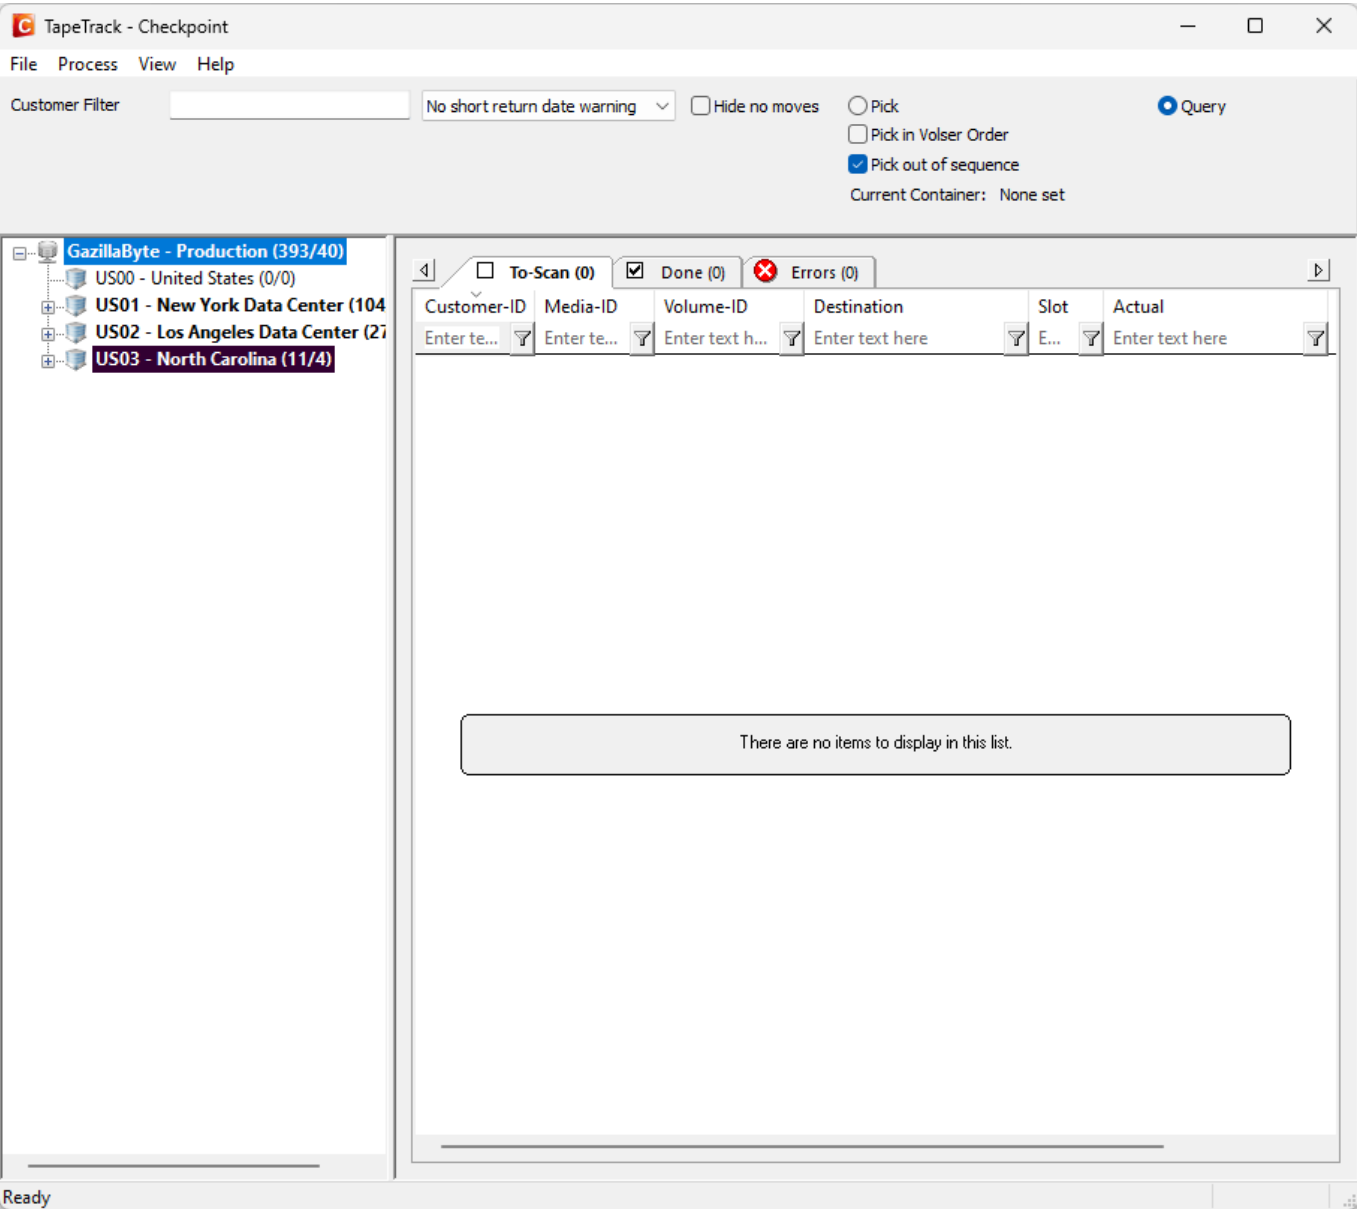 TapeTrack - Checkpoint
File Process View Help
Customer Filter No short return date warning Hide no moves Pick Query
Pick in Volser Order
Pick out of sequence
Current Container: None set
GazillaByte - Production (393/40)
US00 - United States (0/0)
US01 - New York Data Center (104
US02 - Los Angeles Data Center (27
US03 - North Carolina (11/4)
To-Scan (0) Done (0) Errors (0)
Customer-ID Media-ID Volume-ID Destination Slot Actual
Enter te... Enter te... Enter text h... Enter text here E... Enter text here
There are no items to display in this list.
Ready